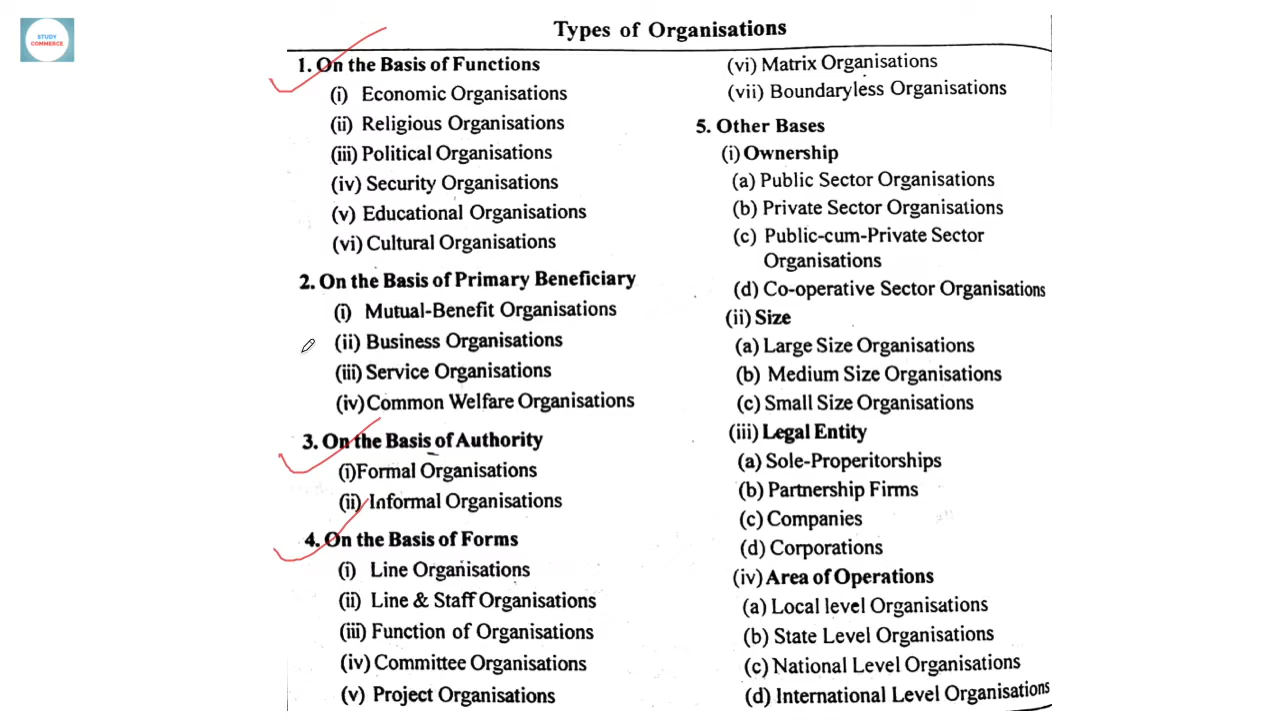 STUDY
COMMERCE
Types of Organisations
1. On the Basis of Functions
(i) Economic Organisations
(ii) Religious Organisations
(iii) Political Organisations
(iv) Security Organisations
(v) Educational Organisations
(vi) Cultural Organisations
2. On the Basis of Primary Beneficiary
(i) Mutual-Benefit Organisations
(ii) Business Organisations
(iii) Service Organisations
(iv) Common Welfare Organisations
3. On the Basis of Authority
(i) Formal Organisations
(ii) Informal Organisations
4. On the Basis of Forms
(i) Line Organisations
(ii) Line & Staff Organisations
(iii) Function of Organisations
(iv) Committee Organisations
(v) Project Organisations
(vi) Matrix Organisations
(vii) Boundaryless Organisations
5. Other Bases
(i) Ownership
(a) Public Sector Organisations
(b) Private Sector Organisations
(c) Public-cum-Private Sector
Organisations
(d) Co-operative Sector Organisations
(ii) Size
(a) Large Size Organisations
(b) Medium Size Organisations
(c) Small Size Organisations
(iii) Legal Entity
(a) Sole-Properitorships
(b) Partnership Firms
(c) Companies
(d) Corporations
(iv) Area of Operations
(a) Local level Organisations
(b) State Level Organisations
(c) National Level Organisations
(d) International Level Organisations